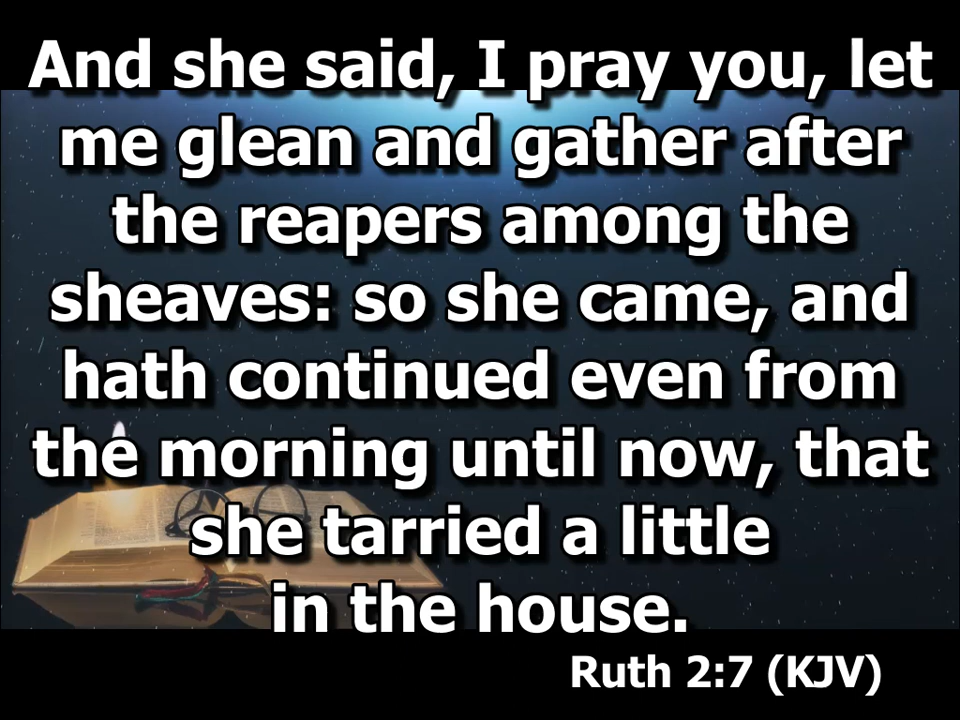 And she said, I pray you, let
me glean and gather after
the reapers among the
sheaves: so she came, and
hath continued even from
the morning until now, that
she tarried a little
in the house.
Ruth 2:7 (KJV)